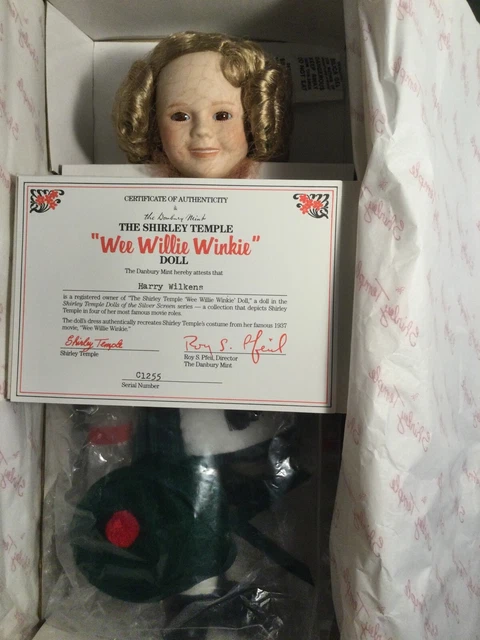 CERTIFICATE OF AUTHENTICITY
&
the Danbury Mint
THE SHIRLEY TEMPLE
"Wee Willie Winkie"
DOLL
The Danbury Mint hereby attests that
Harry Wilkens
is a registered owner of "The Shirley Temple 'Wee Willie Winkie' Doll," a doll in the
Shirley Temple Dolls of the Silver Screen series — a collection that depicts Shirley
Temple in four of her most famous movie roles.
The doll's dress authentically recreates Shirley Temple's costume from her famous 1937
movie, "Wee Willie Winkie."
Shirley Temple
Shirley Temple
Roy S. Pfeil
Roy S. Pfeil, Director
The Danbury Mint
C1255
Serial Number